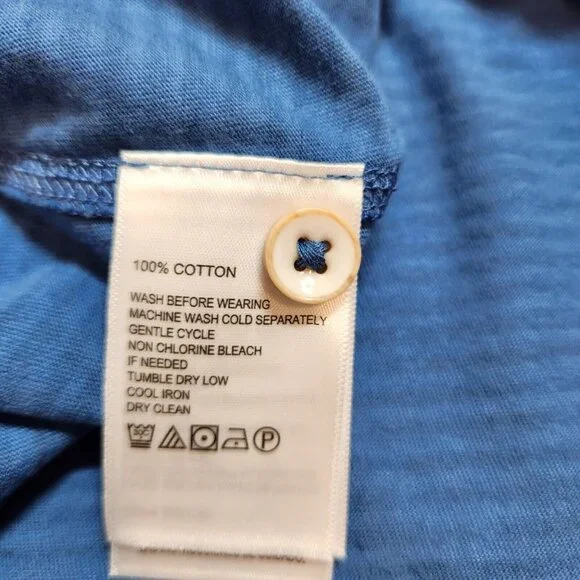 100% COTTON
WASH BEFORE WEARING
MACHINE WASH COLD SEPARATELY
GENTLE CYCLE
NON CHLORINE BLEACH
IF NEEDED
TUMBLE DRY LOW
COOL IRON
DRY CLEAN
30C P